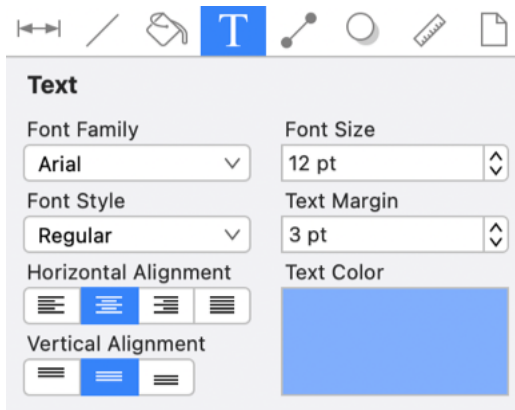 T
Text
Font Family
Font Size
Arial
12 pt
Font Style
Text Margin
Regular
3 pt
Horizontal Alignment
Text Color
Vertical Alignment